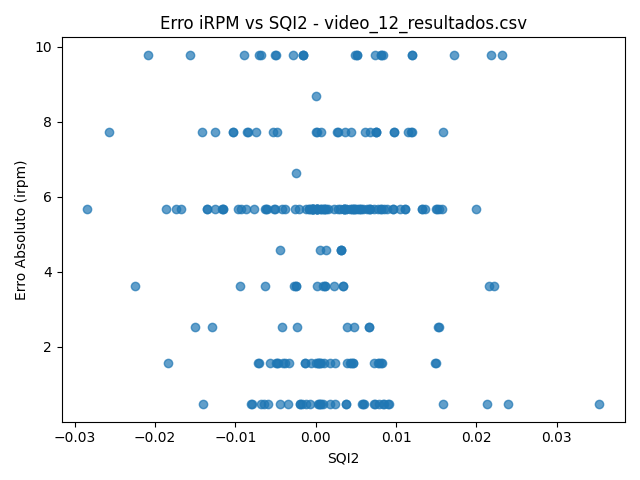 Erro iRPM vs SQI2 - video_12_resultados.csv
Erro Absoluto (irpm)
10
8
6
4
2
−0.03 −0.02 −0.01 0.00 0.01 0.02 0.03
SQI2